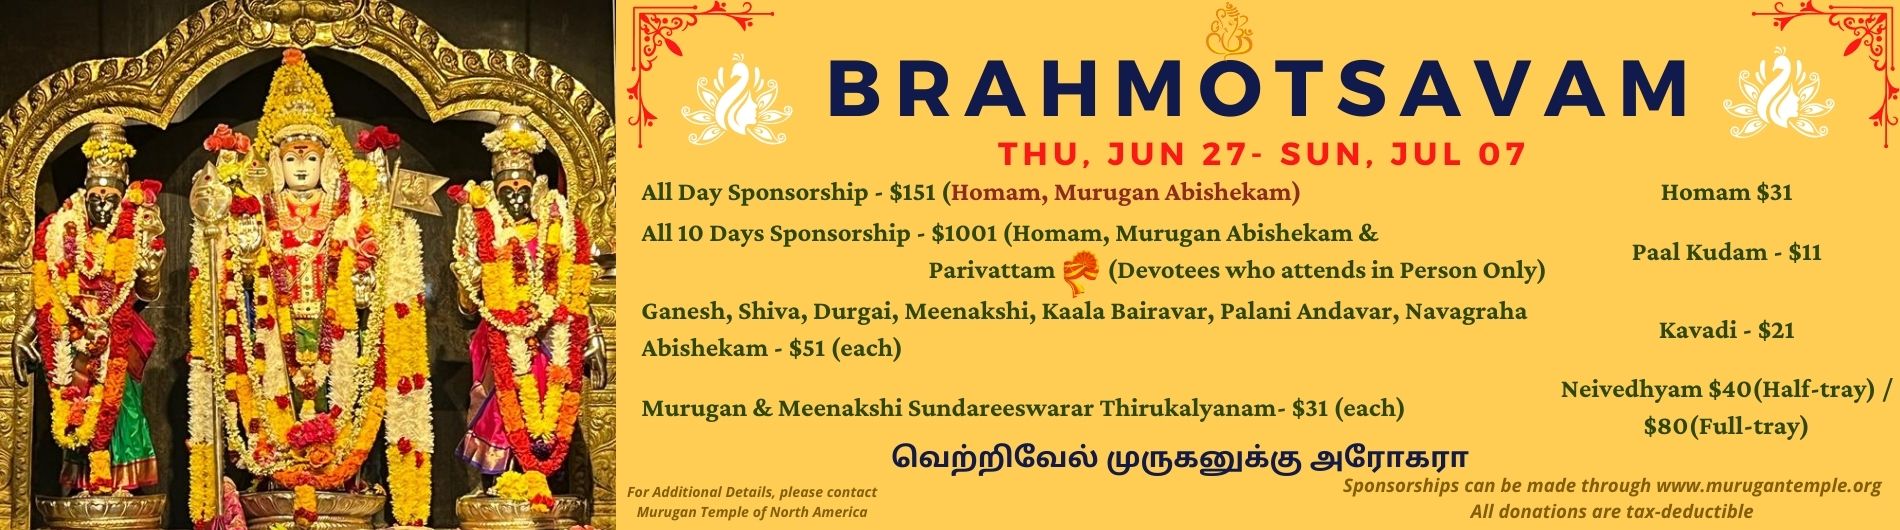 BRAHMOTSAVAM
THU, JUN 27- SUN, JUL 07
All Day Sponsorship - $151 (Homam, Murugan Abishekam)
All 10 Days Sponsorship - $1001 (Homam, Murugan Abishekam &
Parivattam (Devotees who attends in Person Only)
Ganesh, Shiva, Durgai, Meenakshi, Kaala Bairavar, Palani Andavar, Navagraha
Abishekam - $51 (each)
Murugan & Meenakshi Sundareeswarar Thirukalyanam- $31 (each)
Homam $31
Paal Kudam - $11
Kavadi - $21
Neivedhyam $40(Half-tray) /
$80(Full-tray)
வெற்றிவேல் முருகனுக்கு அரோகரா
For Additional Details, please contact
Murugan Temple of North America
Sponsorships can be made through www.murugantemple.org
All donations are tax-deductible